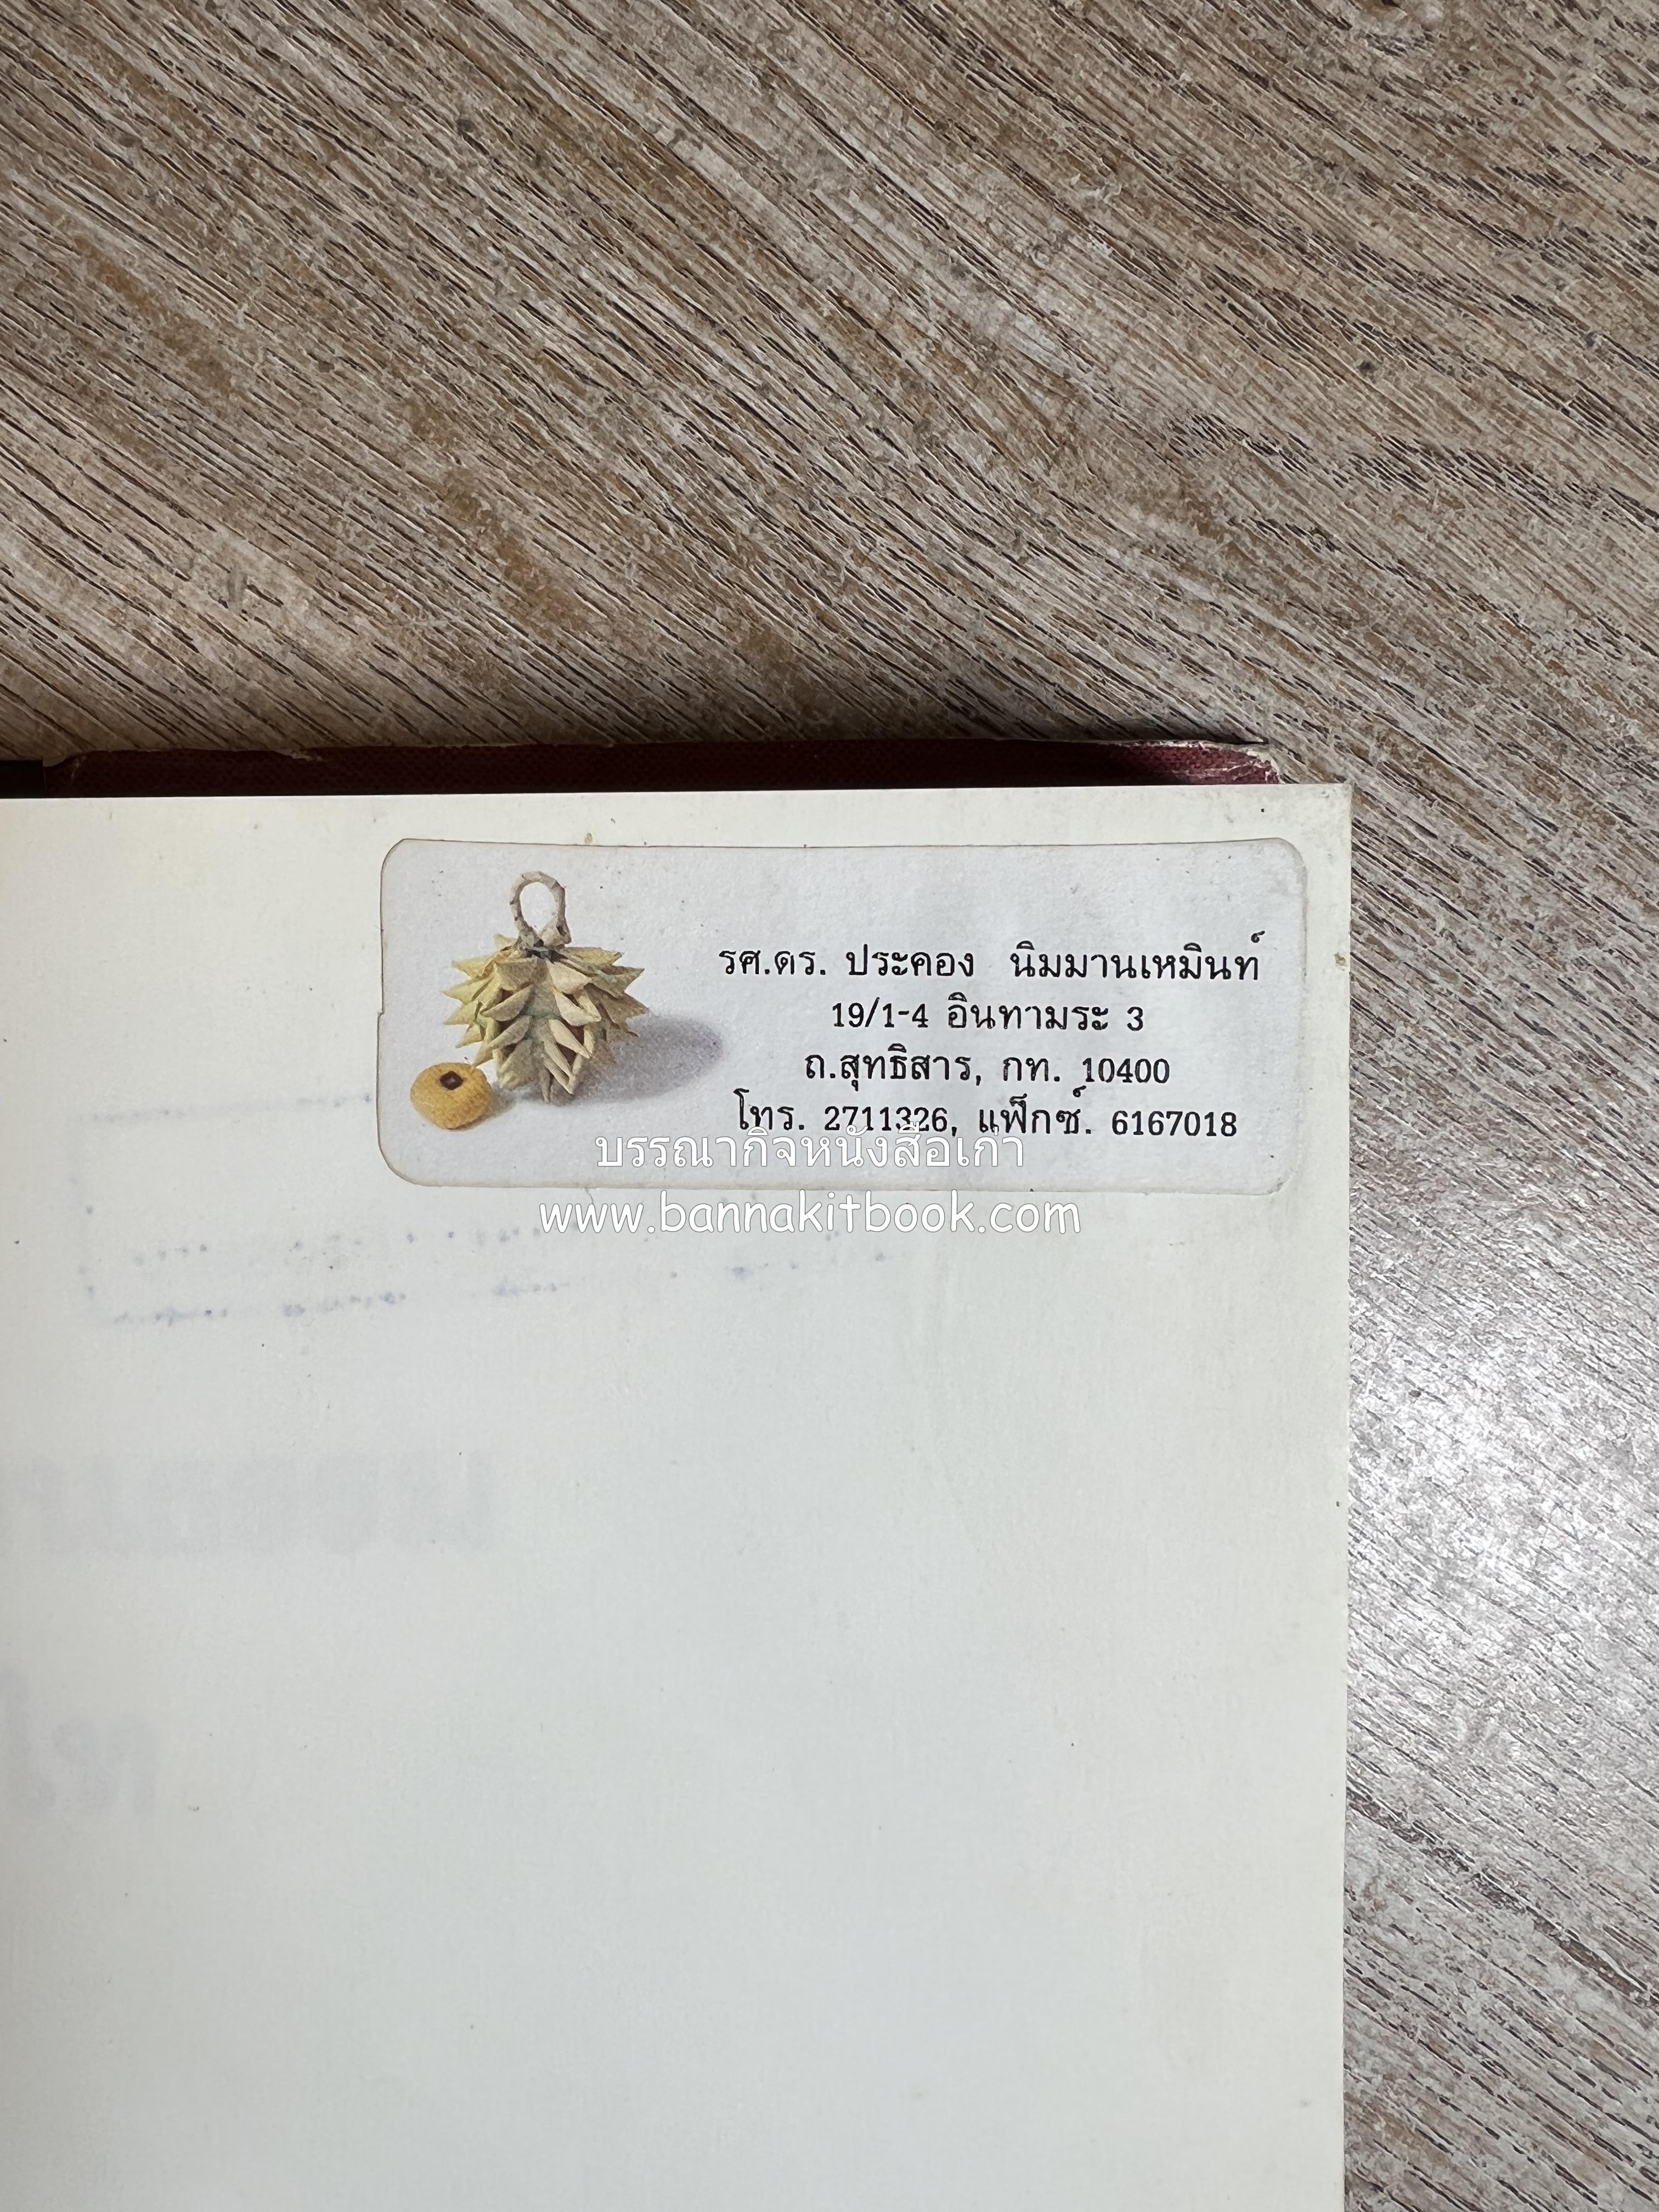 รศ.ดร. ประคอง นิมมานเหมินท์
19/1-4 อินทามระ 3
ถ.สุทธิสาร, กท. 10400
โทร. 2711326, แฟ็กซ์. 6167018
บรรณากิจหนังสือเก่า
www.bannakitbook.com